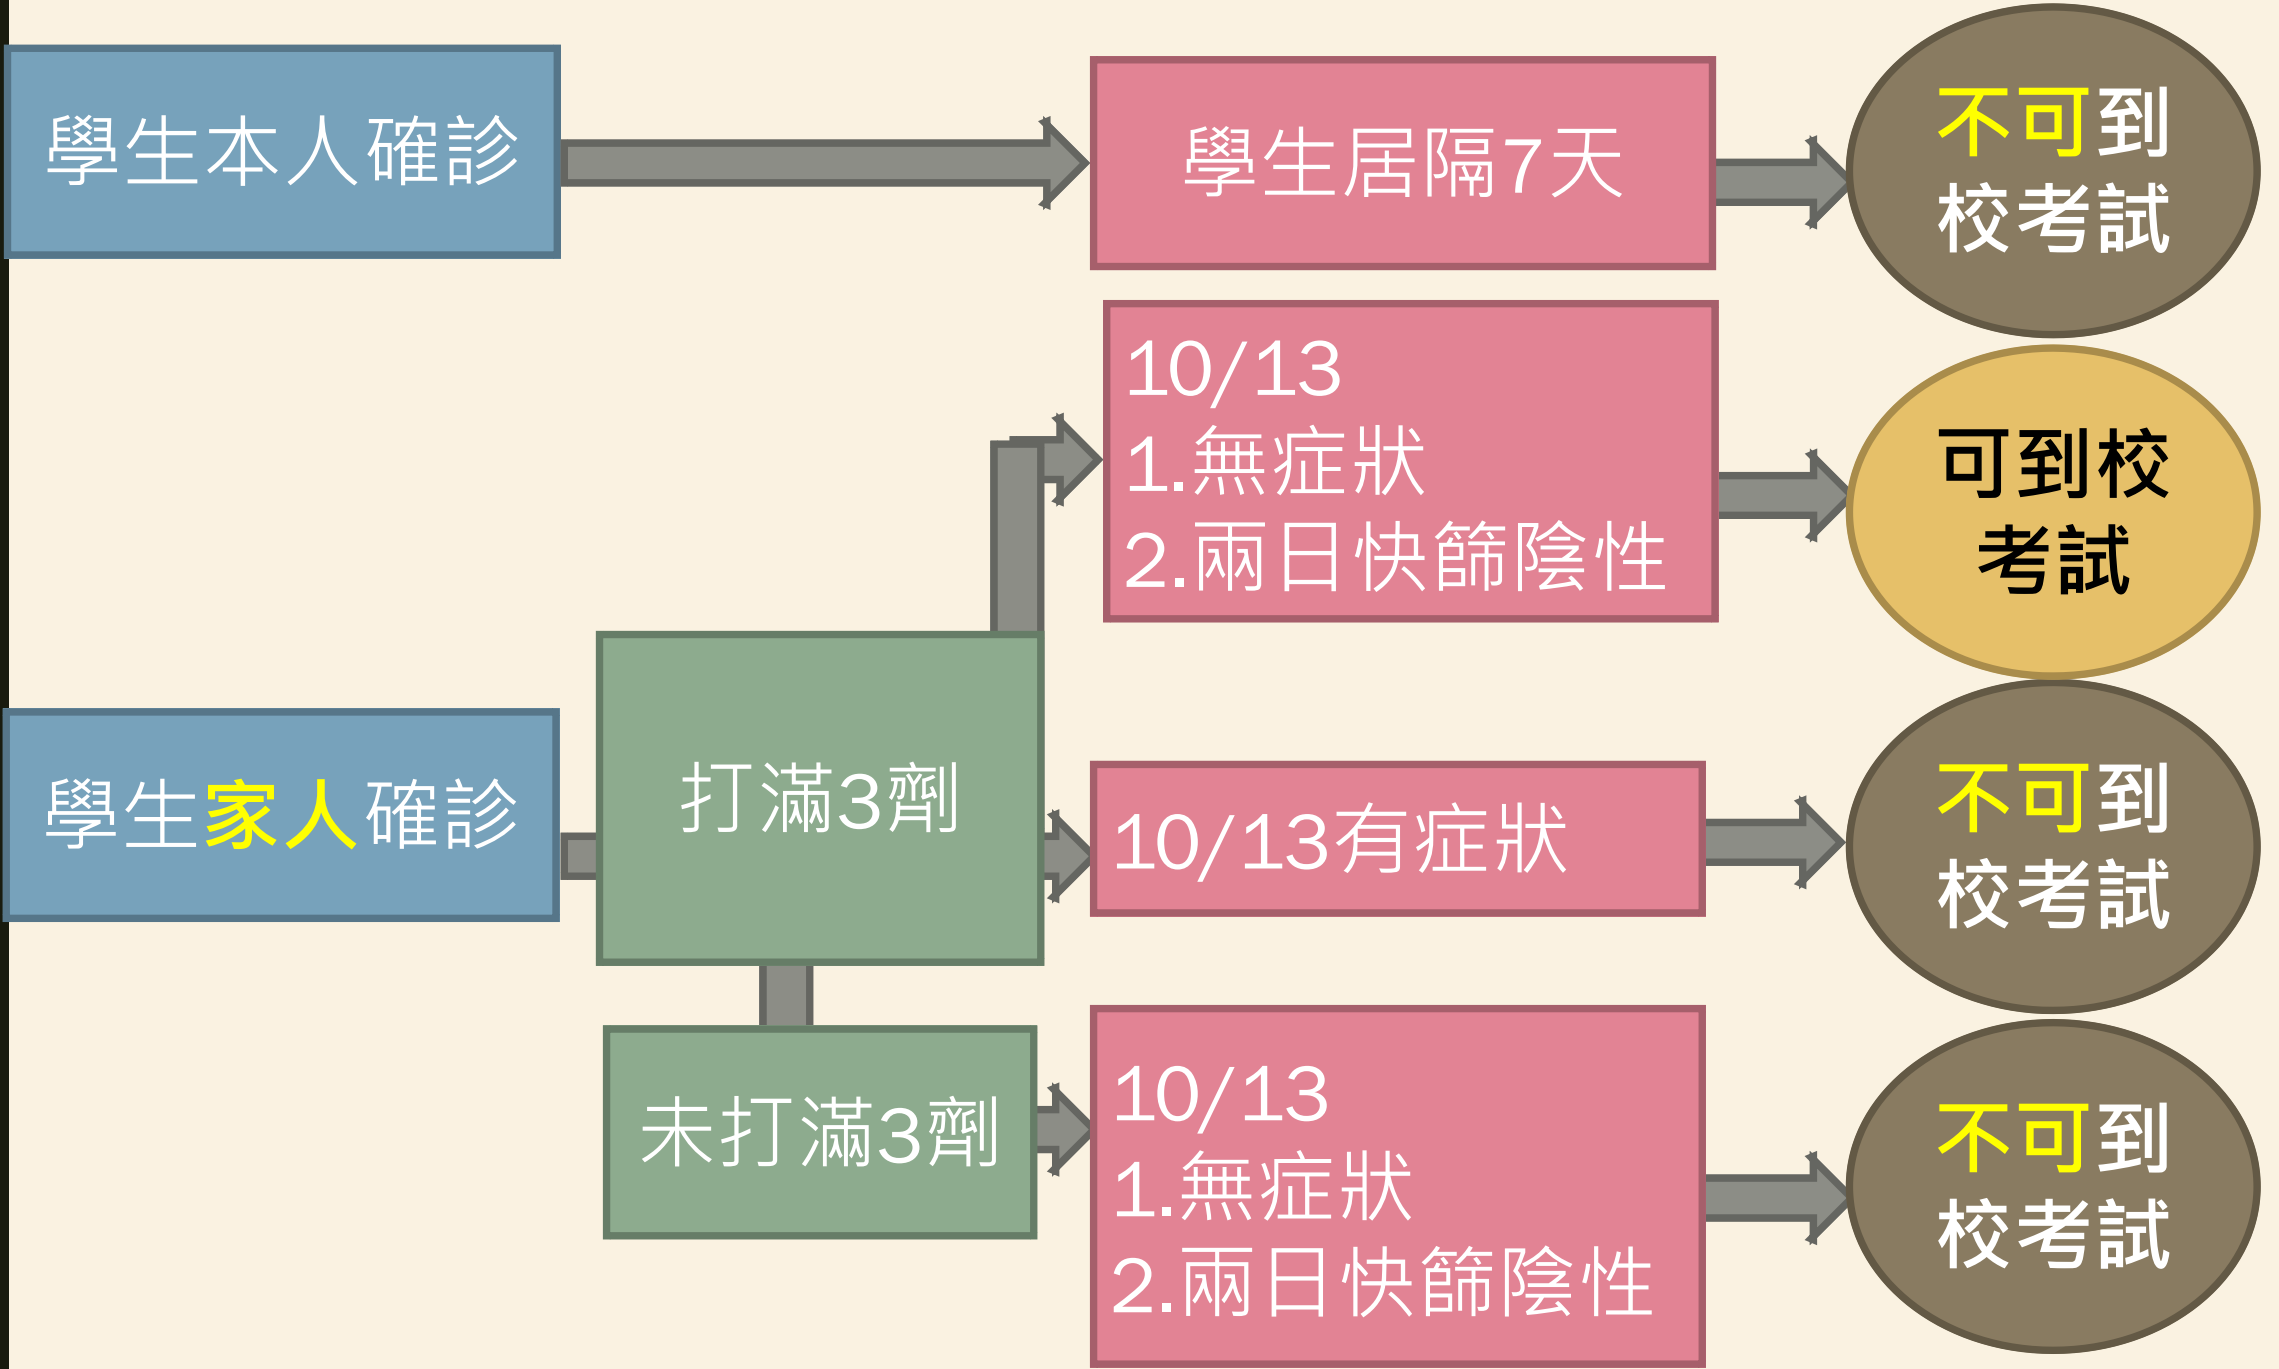 學生本人確診
學生居隔7天
不可到
校考試
10/13
1.無症狀
2.兩日快篩陰性
可到校
考試
學生家人確診
打滿3劑
10/13有症狀
不可到
校考試
未打滿3劑
10/13
1.無症狀
2.兩日快篩陰性
不可到
校考試